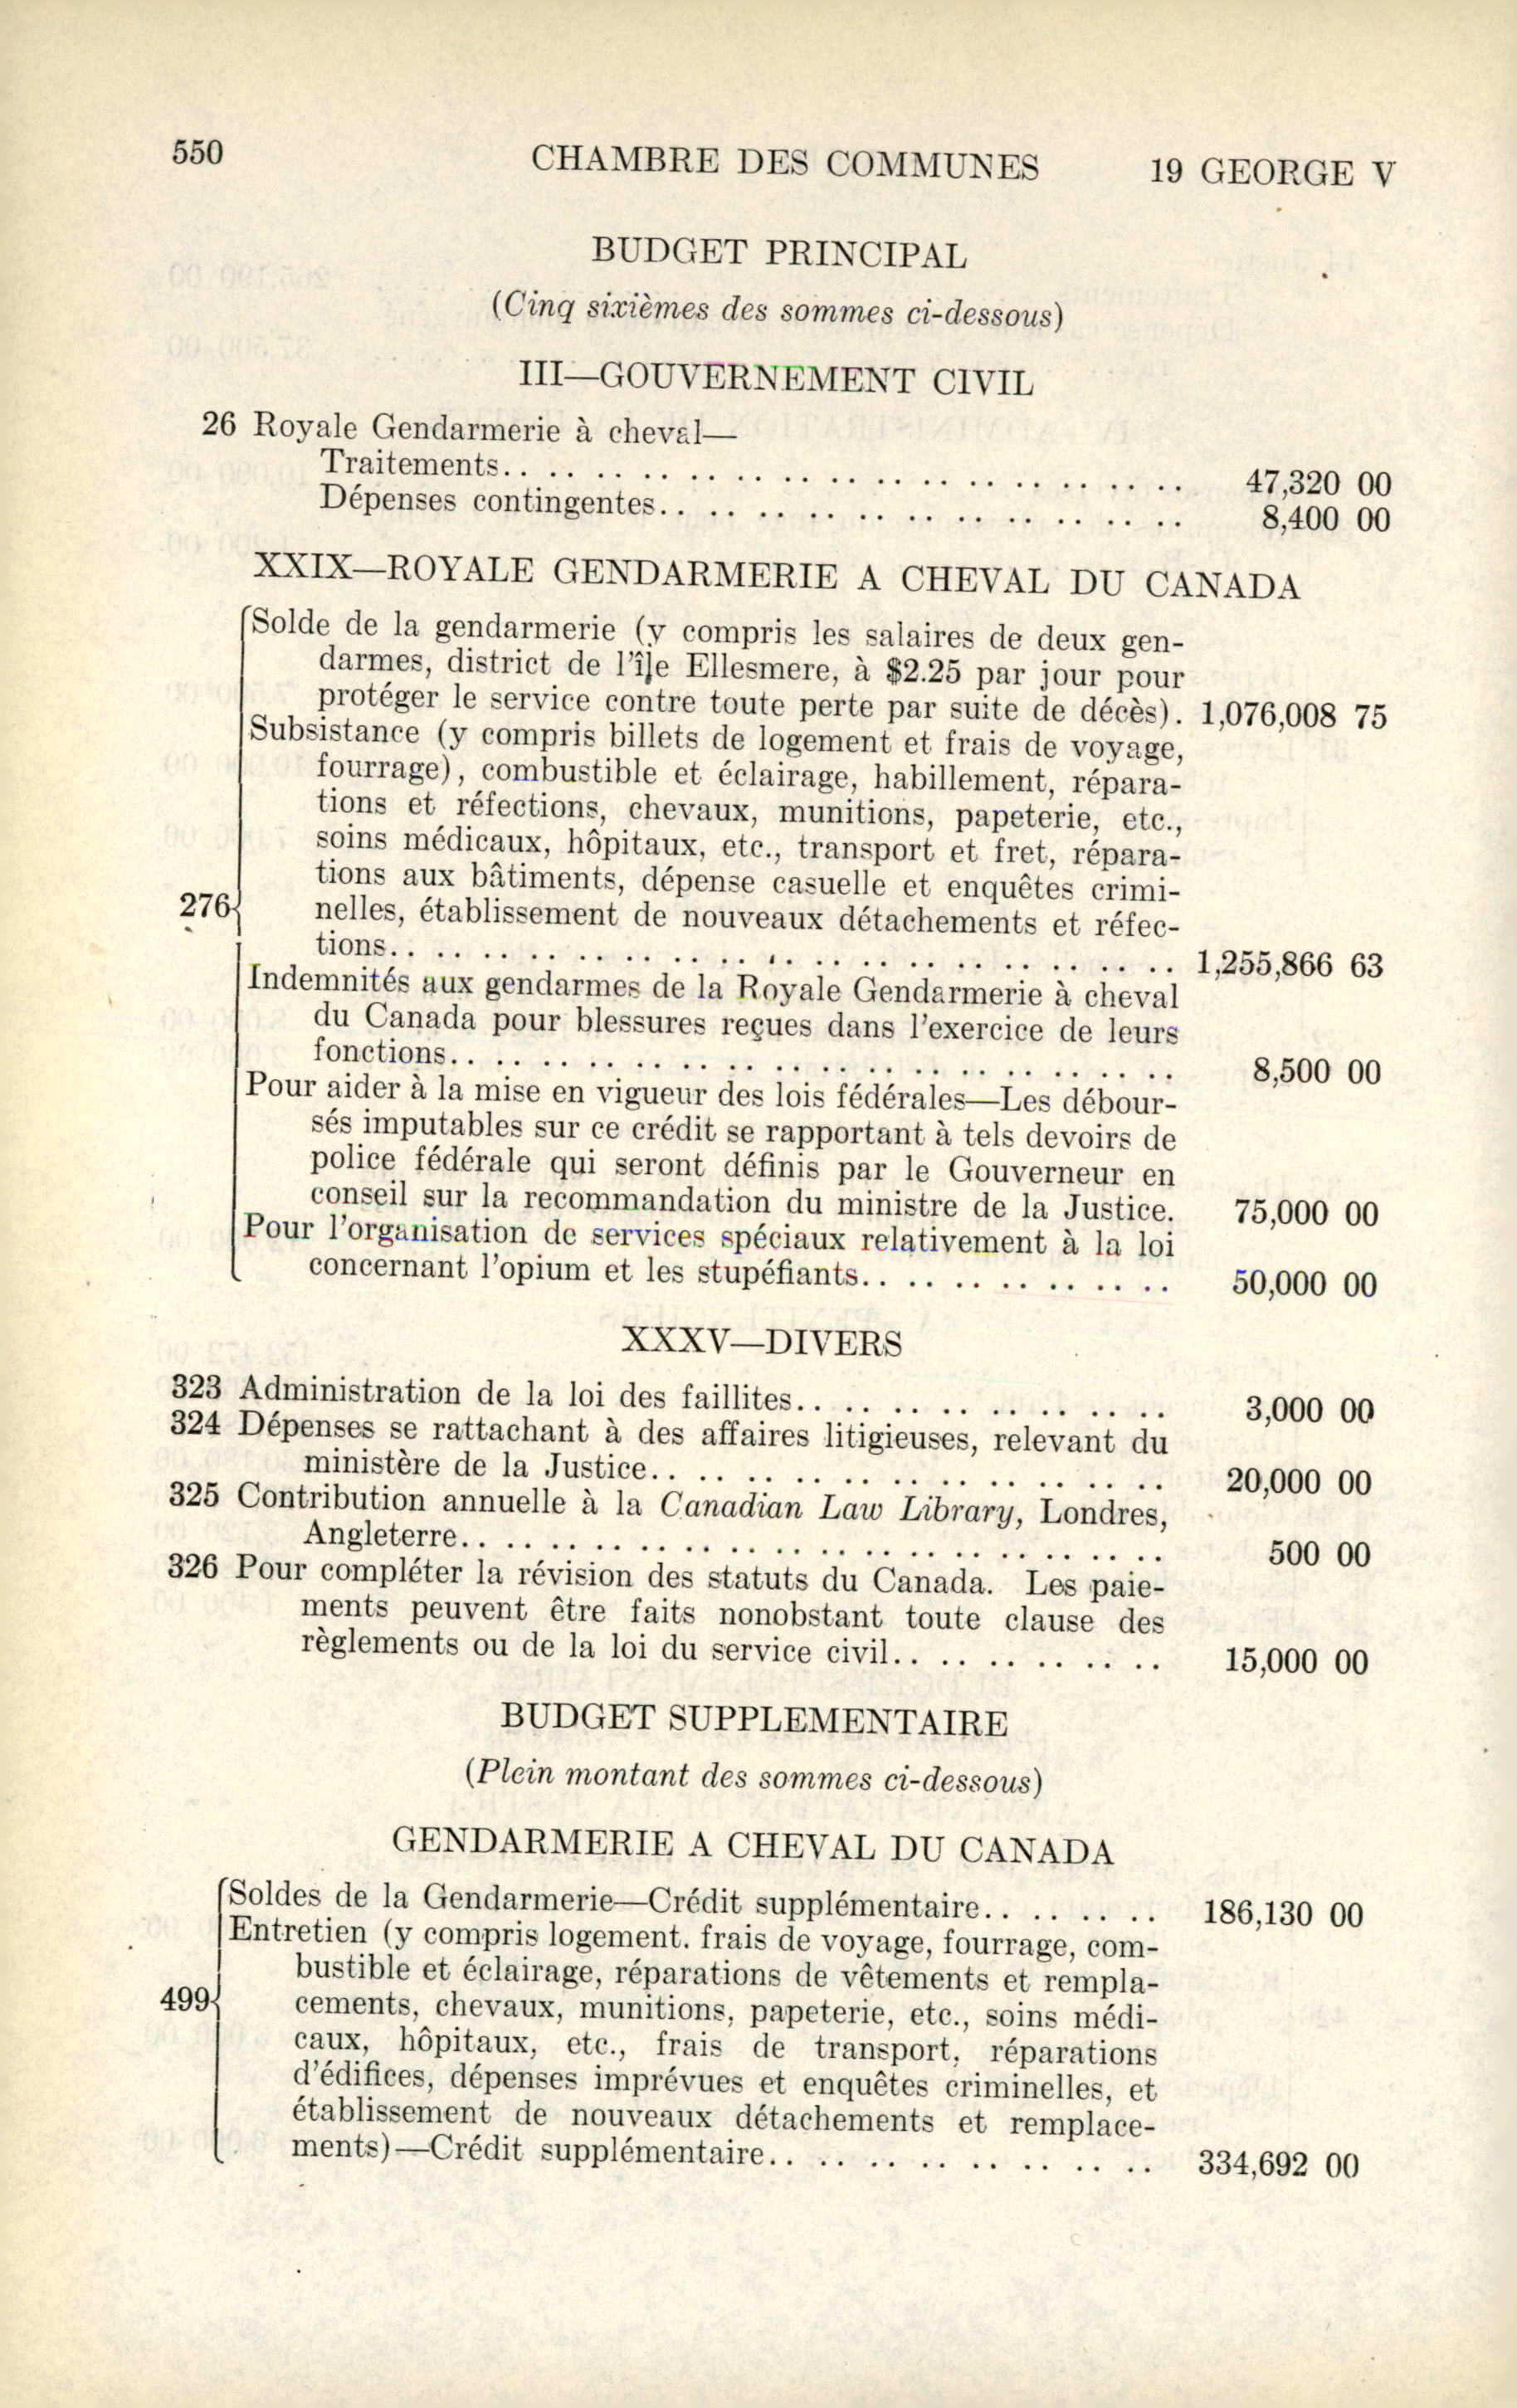 550
CHAMBRE DES COMMUNES
19 GEORGE V
BUDGET PRINCIPAL
(Cinq sixièmes des sommes ci-dessous)
III—GOUVERNEMENT CIVIL
26 Royale Gendarmerie à cheval—
Traitements.. .. .. .. .. .. .. .. .. .. .. .. .. .. .. 47,320 00
Dépenses contingentes.. .. .. .. .. .. .. .. .. .. .. 8,400 00
XXIX—ROYALE GENDARMERIE A CHEVAL DU CANADA
Solde de la gendarmerie (y compris les salaires de deux gen-
darmes, district de l'île Ellesmere, à $2.25 par jour pour
protéger le service contre toute perte par suite de décès). 1,076,008 75
Subsistance (y compris billets de logement et frais de voyage,
fourrage), combustible et éclairage, habillement, répara-
tions et réfections, chevaux, munitions, papeterie, etc.,
soins médicaux, hôpitaux, etc., transport et fret, répara-
tions aux bâtiments, dépense casuelle et enquêtes crimi-
276 nelles, établissement de nouveaux détachements et réfec-
tions.. .. .. .. .. .. .. .. .. .. .. .. .. .. .. .. .. 1,255,866 63
Indemnités aux gendarmes de la Royale Gendarmerie à cheval
du Canada pour blessures reçues dans l'exercice de leurs
fonctions.. .. .. .. .. .. .. .. .. .. .. .. .. .. .. .. 8,500 00
Pour aider à la mise en vigueur des lois fédérales—Les débour-
sés imputables sur ce crédit se rapportant à tels devoirs de
police fédérale qui seront définis par le Gouverneur en
conseil sur la recommandation du ministre de la Justice. 75,000 00
Pour l'organisation de services spéciaux relativement à la loi
concernant l'opium et les stupéfiants.. .. .. .. .. .. .. 50,000 00
XXXV—DIVERS
323 Administration de la loi des faillites.. .. .. .. .. .. .. .. 3,000 00
324 Dépenses se rattachant à des affaires litigieuses, relevant du
ministère de la Justice.. .. .. .. .. .. .. .. .. .. .. 20,000 00
325 Contribution annuelle à la Canadian Law Library, Londres,
Angleterre.. .. .. .. .. .. .. .. .. .. .. .. .. .. .. .. 500 00
326 Pour compléter la révision des statuts du Canada. Les paie-
ments peuvent être faits nonobstant toute clause des
règlements ou de la loi du service civil.. .. .. .. .. .. 15,000 00
BUDGET SUPPLEMENTAIRE
(Plein montant des sommes ci-dessous)
GENDARMERIE A CHEVAL DU CANADA
Soldes de la Gendarmerie—Crédit supplémentaire.. .. .. .. 186,130 00
Entretien (y compris logement. frais de voyage, fourrage, com-
bustible et éclairage, réparations de vêtements et rempla-
499 cements, chevaux, munitions, papeterie, etc., soins médi-
caux, hôpitaux, etc., frais de transport, réparations
d'édifices, dépenses imprévues et enquêtes criminelles, et
établissement de nouveaux détachements et remplace-
ments)—Crédit supplémentaire.. .. .. .. .. .. .. .. 334,692 00